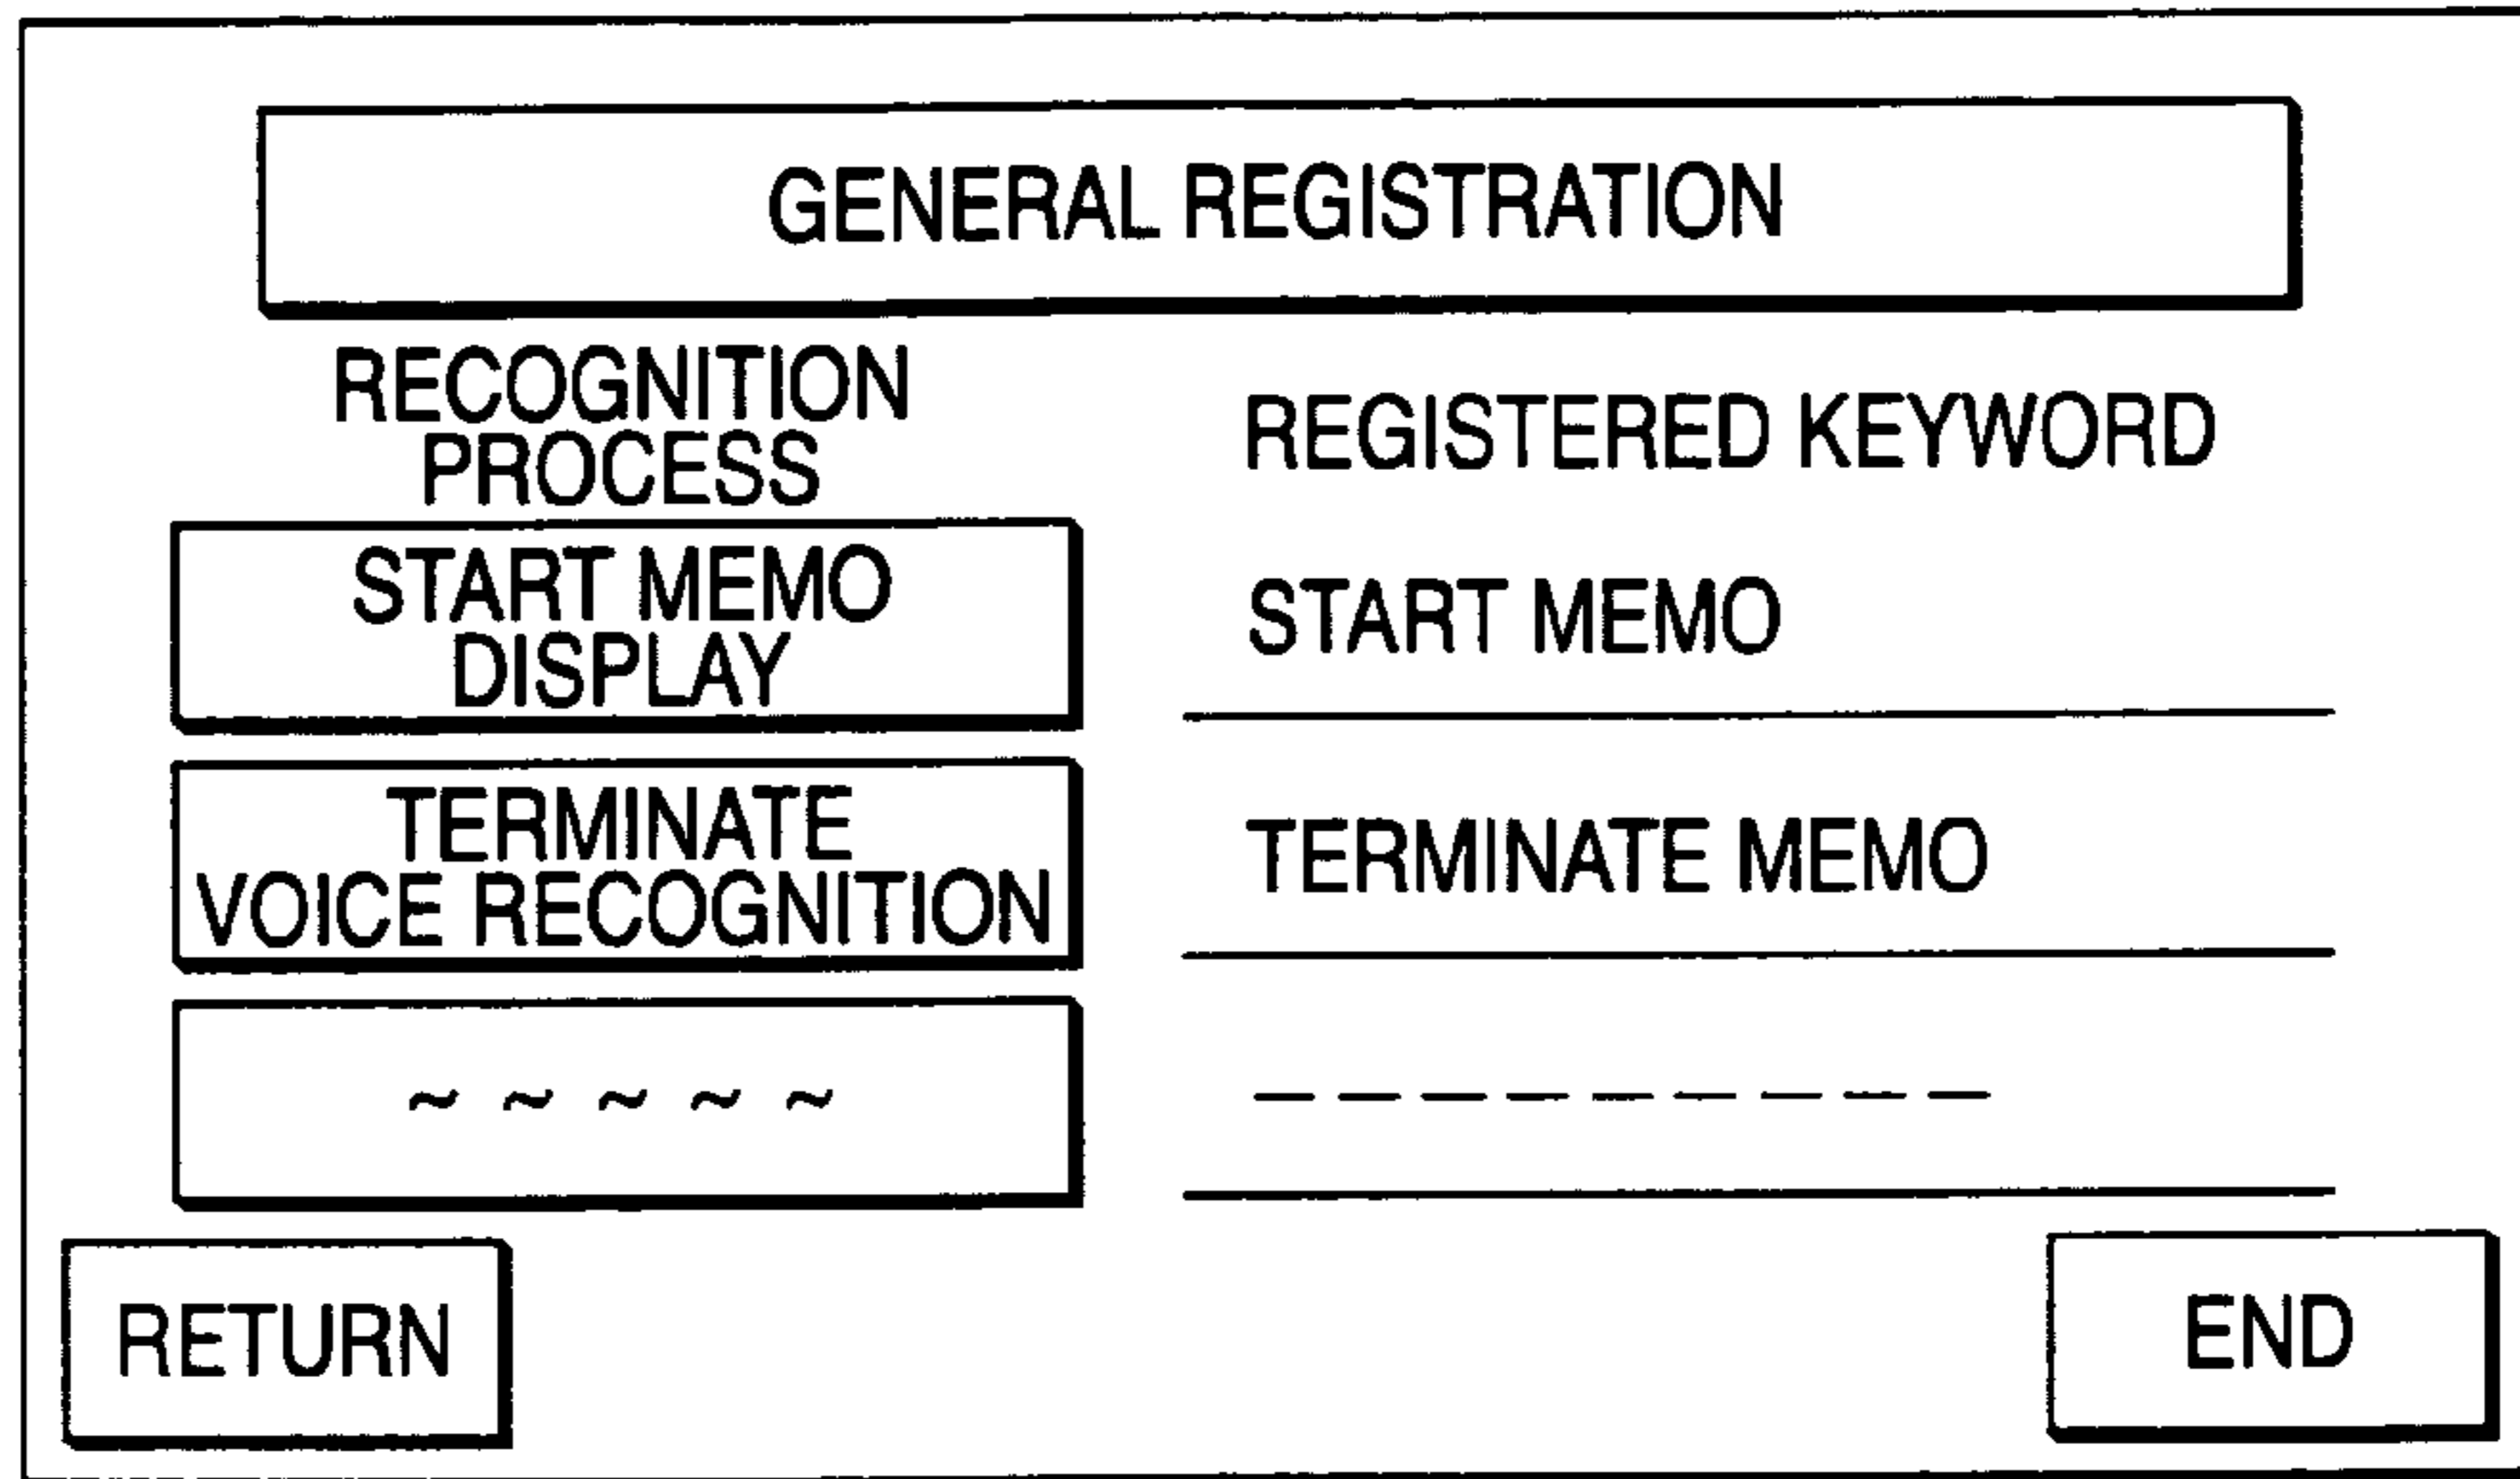 GENERAL REGISTRATION
RECOGNITION
PROCESS
REGISTERED KEYWORD
START MEMO
DISPLAY
START MEMO
TERMINATE
VOICE RECOGNITION
TERMINATE MEMO
~ ~ ~ ~ ~
— — — — — — — — —
RETURN
END